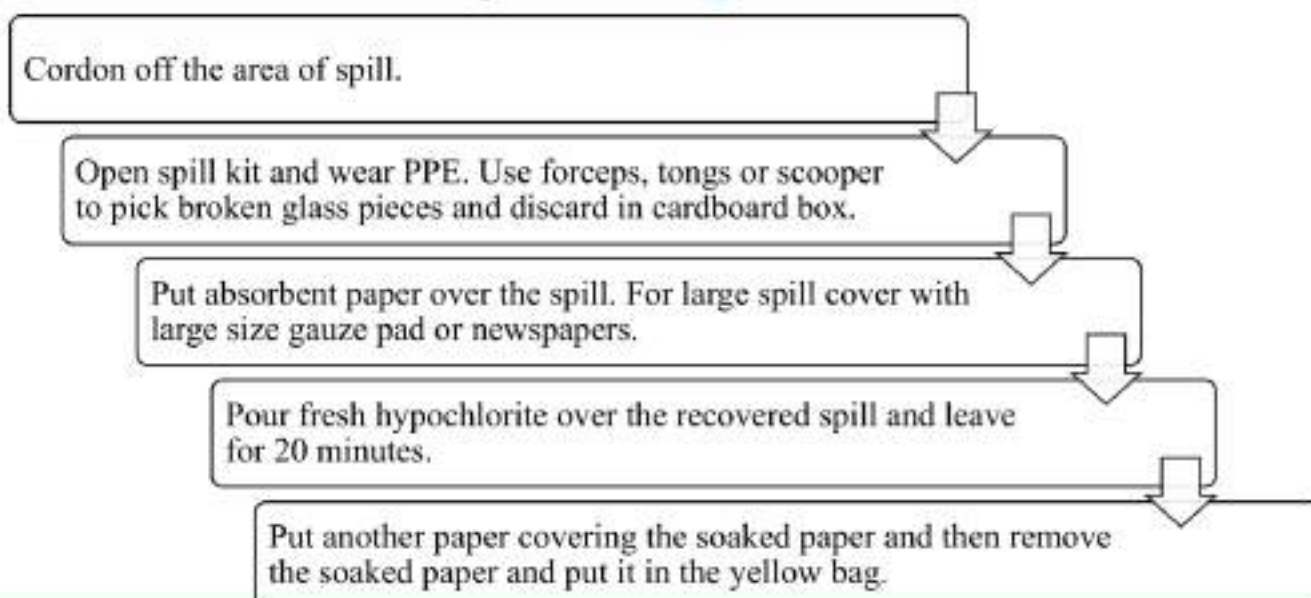 Cordon off the area of spill.
Open spill kit and wear PPE. Use forceps, tongs or scooper
to pick broken glass pieces and discard in cardboard box.
Put absorbent paper over the spill. For large spill cover with
large size gauze pad or newspapers.
Pour fresh hypochlorite over the recovered spill and leave
for 20 minutes.
Put another paper covering the soaked paper and then remove
the soaked paper and put it in the yellow bag.